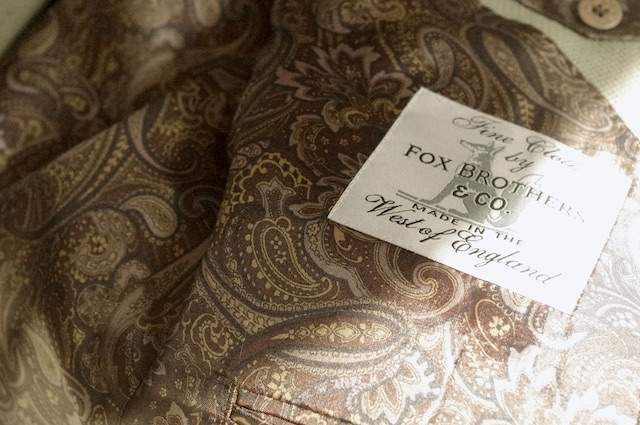 Fine Cloth
by
FOX BROTHERS
& CO.
MADE IN THE
West of England